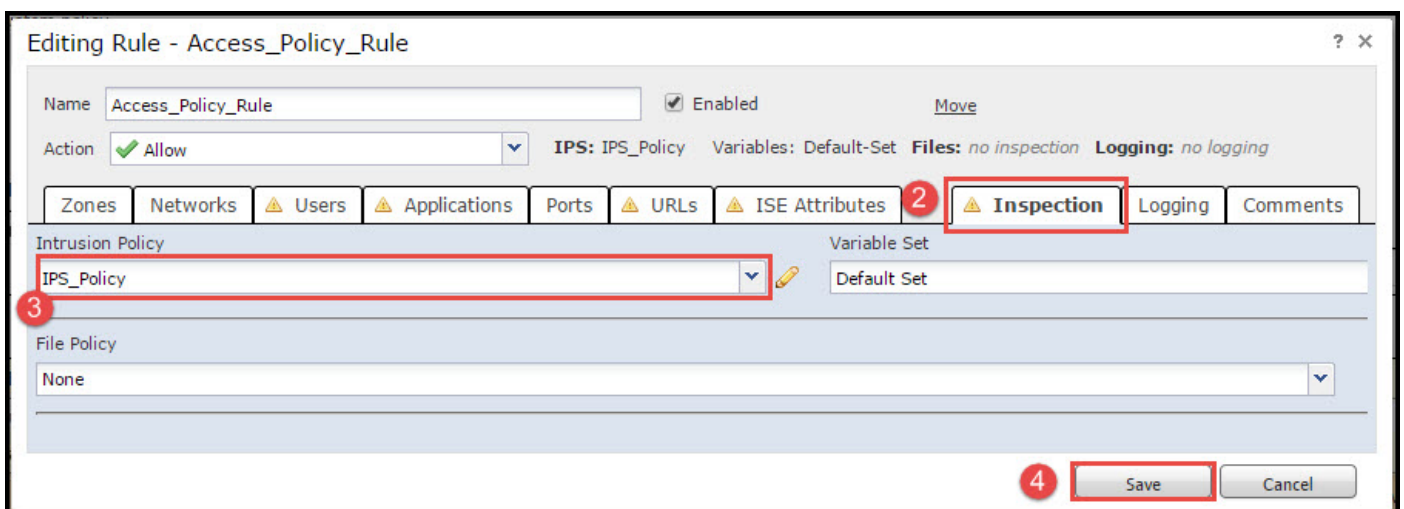 Editing Rule - Access_Policy_Rule ? ×
Name Access_Policy_Rule Enabled Move
Action Allow IPS: IPS_Policy Variables: Default-Set Files: no inspection Logging: no logging
Zones Networks Users Applications Ports URLs ISE Attributes 2 Inspection Logging Comments
Intrusion Policy Variable Set
IPS_Policy Default Set
3
File Policy
None
4 Save Cancel